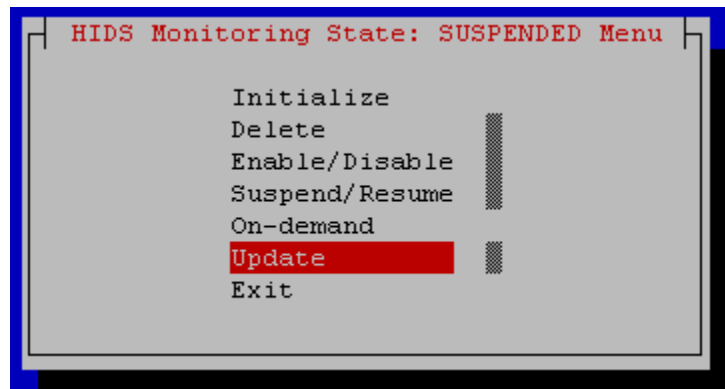 HIDS Monitoring State: SUSPENDED Menu
Initialize
Delete
Enable/Disable
Suspend/Resume
On-demand
Update
Exit